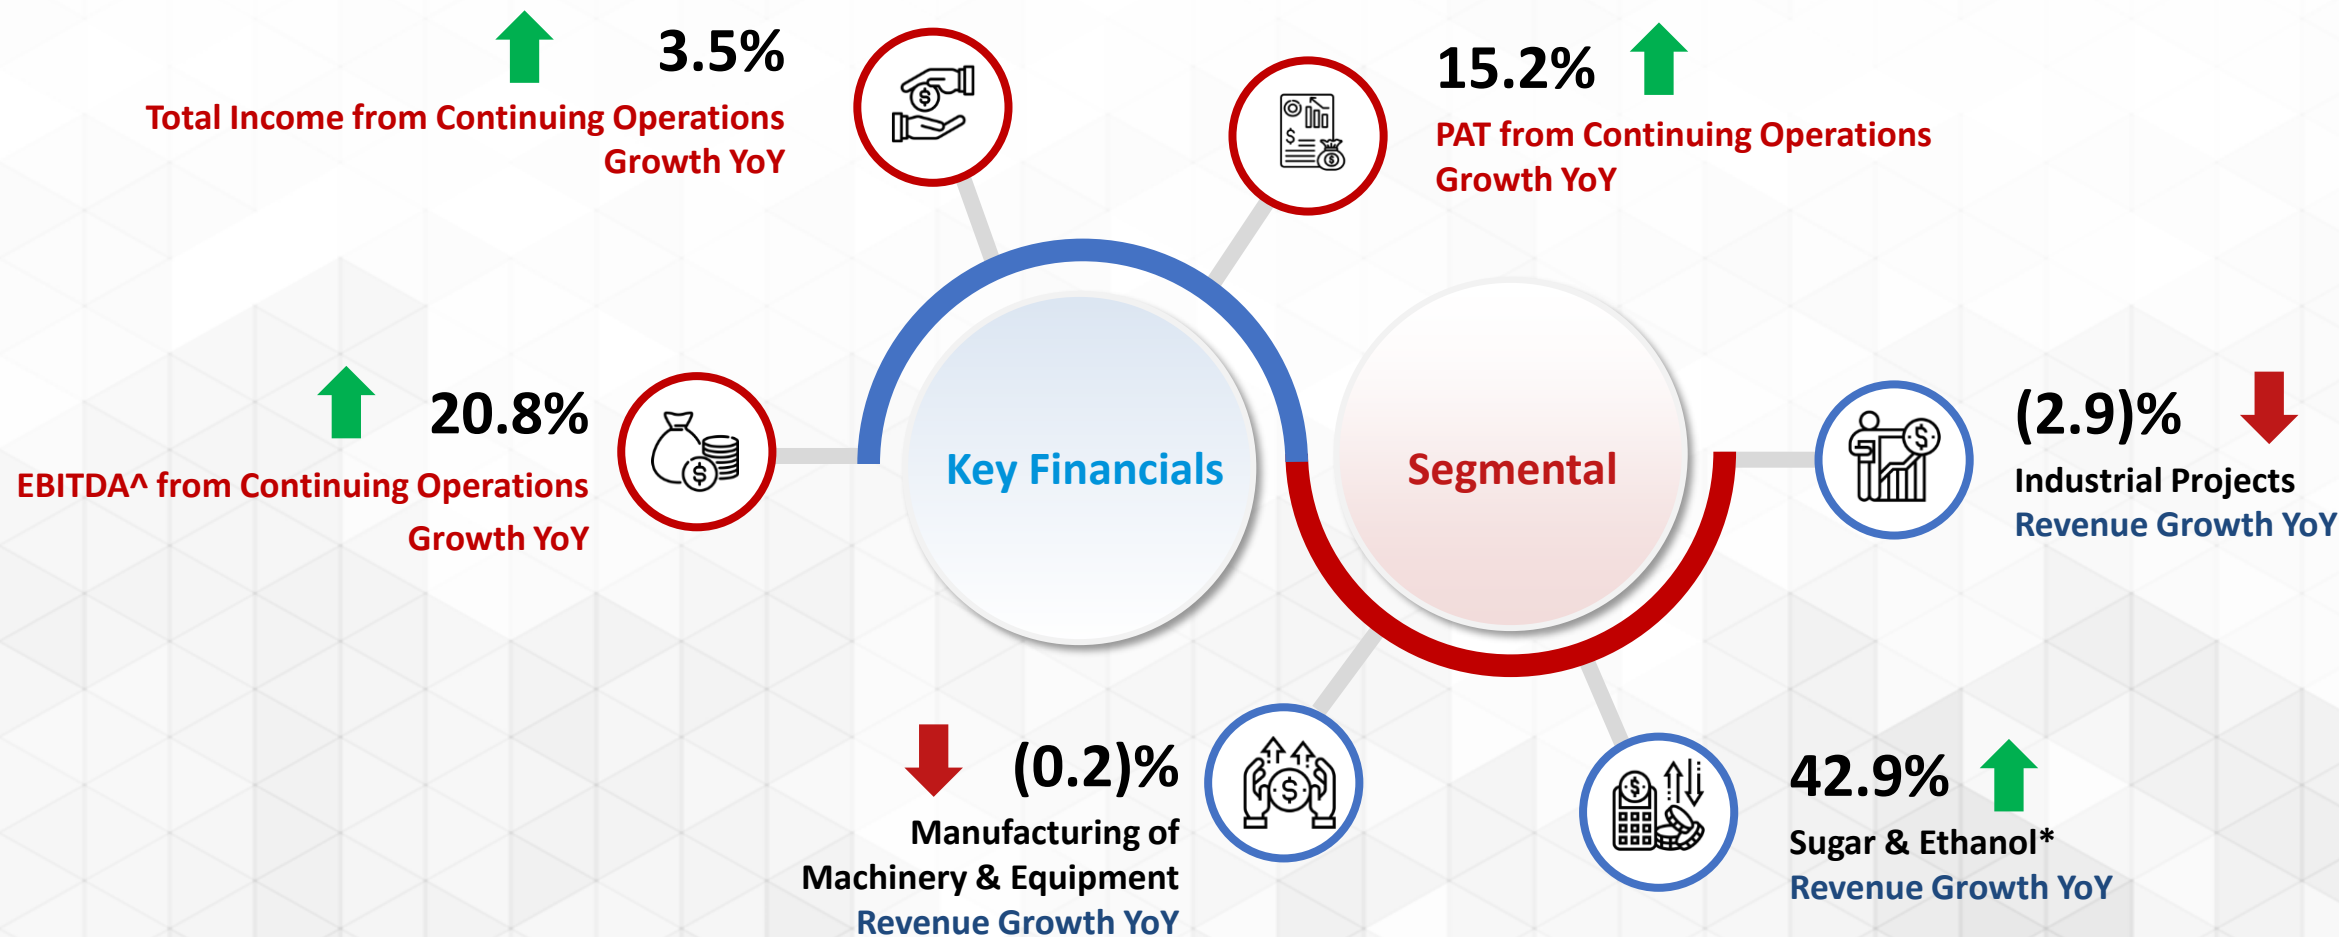 3.5%
Total Income from Continuing Operations
Growth YoY
15.2%
PAT from Continuing Operations
Growth YoY
20.8%
EBITDA^ from Continuing Operations
Growth YoY
Key Financials
Segmental
(2.9)%
Industrial Projects
Revenue Growth YoY
(0.2)%
Manufacturing of
Machinery & Equipment
Revenue Growth YoY
42.9%
Sugar & Ethanol*
Revenue Growth YoY